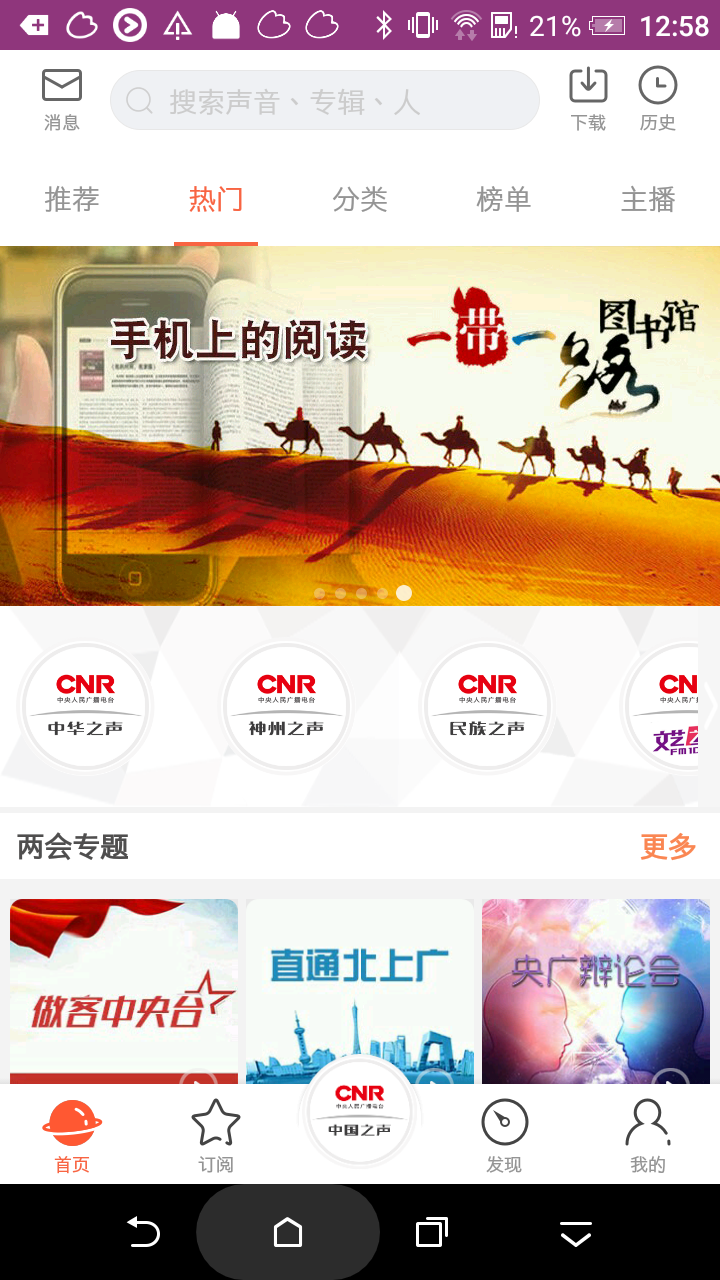 21% 12:58
搜索声音、专辑、人
消息 下载 历史
推荐 热门 分类 榜单 主播
手机上的阅读
一带一路
图书馆
CNR CNR CNR CN
中央人民广播电台 中央人民广播电台 中央人民广播电台 中央人民广播电
中华之声 神州之声 民族之声 文艺之
FM10
两会专题 更多
做客中央台 直通北上广 央广辩论会
CNR
中央人民广播电台
中国之声
首页 订阅 发现 我的